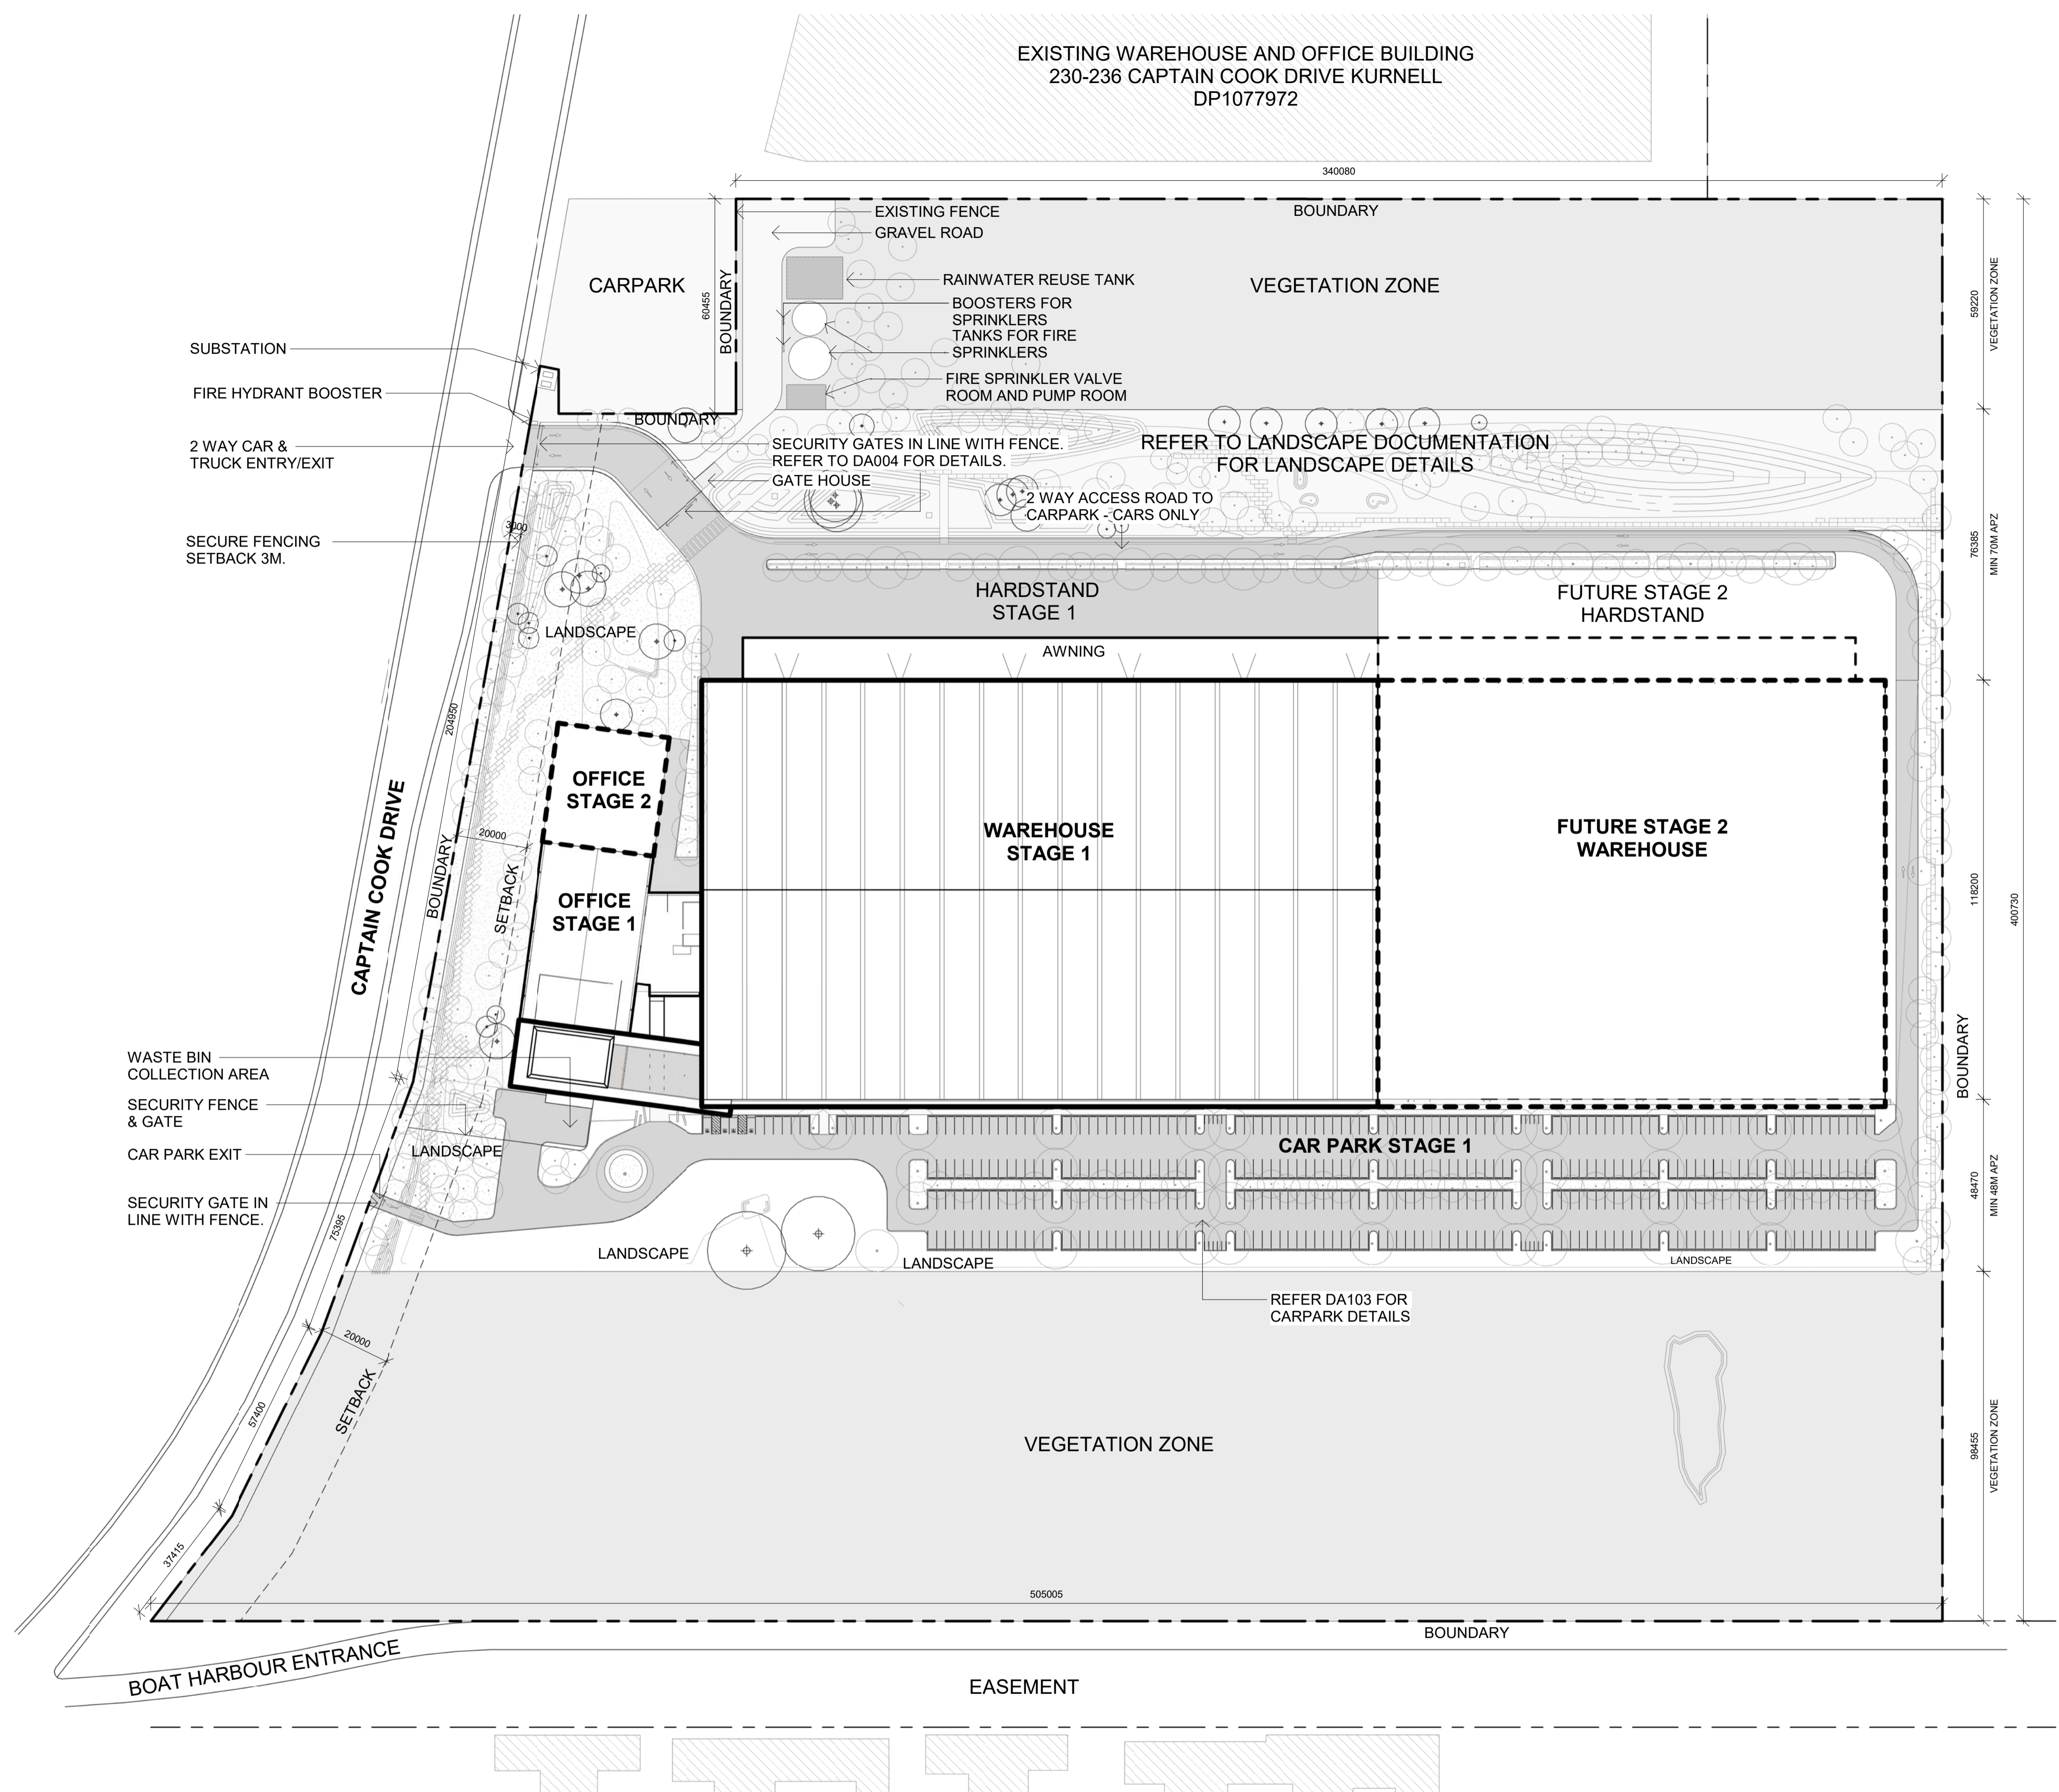 EXISTING WAREHOUSE AND OFFICE BUILDING
230-236 CAPTAIN COOK DRIVE KURNELL
DP1077972
340080
EXISTING FENCE
BOUNDARY
GRAVEL ROAD
CARPARK
60455
BOUNDARY
RAINWATER REUSE TANK
VEGETATION ZONE
59220
VEGETATION ZONE
BOOSTERS FOR
SPRINKLERS
TANKS FOR FIRE
SPRINKLERS
SUBSTATION
FIRE SPRINKLER VALVE
ROOM AND PUMP ROOM
FIRE HYDRANT BOOSTER
BOUNDARY
2 WAY CAR &
TRUCK ENTRY/EXIT
SECURITY GATES IN LINE WITH FENCE.
REFER TO DA004 FOR DETAILS.
GATE HOUSE
REFER TO LANDSCAPE DOCUMENTATION
FOR LANDSCAPE DETAILS
2 WAY ACCESS ROAD TO
CARPARK - CARS ONLY
3000
SECURE FENCING
SETBACK 3M.
76385
MIN 70M APZ
HARDSTAND
STAGE 1
FUTURE STAGE 2
HARDSTAND
LANDSCAPE
AWNING
204950
OFFICE
STAGE 2
WAREHOUSE
STAGE 1
FUTURE STAGE 2
WAREHOUSE
CAPTAIN COOK DRIVE
BOUNDARY
20000
SETBACK
OFFICE
STAGE 1
118200
400730
BOUNDARY
WASTE BIN
COLLECTION AREA
SECURITY FENCE
& GATE
CAR PARK EXIT
LANDSCAPE
CAR PARK STAGE 1
SECURITY GATE IN
LINE WITH FENCE.
48470
MIN 48M APZ
75395
LANDSCAPE
LANDSCAPE
LANDSCAPE
REFER DA103 FOR
CARPARK DETAILS
20000
SETBACK
57400
VEGETATION ZONE
98455
VEGETATION ZONE
37415
505005
BOUNDARY
BOAT HARBOUR ENTRANCE
EASEMENT